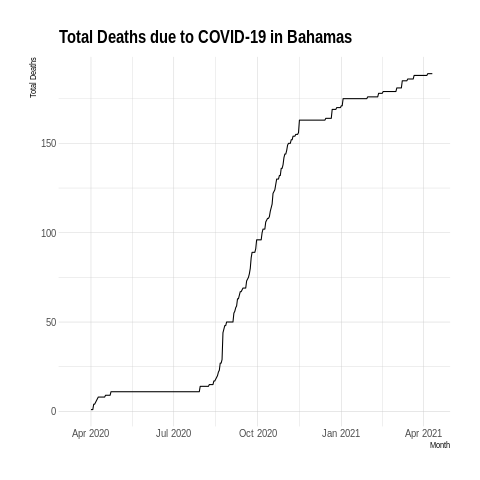 Total Deaths due to COVID-19 in Bahamas
Total Deaths
150
100
50
0
Apr 2020 Jul 2020 Oct 2020 Jan 2021 Apr 2021
Month